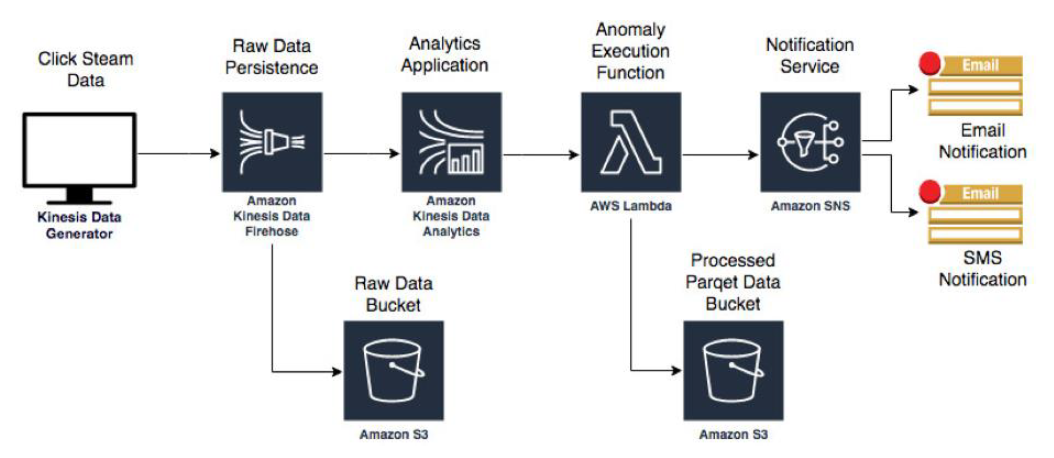 Click Steam
Data
Kinesis Data
Generator
Raw Data
Persistence
Amazon
Kinesis Data
Firehose
Analytics
Application
Amazon
Kinesis Data
Analytics
Anomaly
Execution
Function
AWS Lambda
Notification
Service
Amazon SNS
Email
Email
Notification
Email
SMS
Notification
Raw Data
Bucket
Amazon S3
Processed
Parqet Data
Bucket
Amazon S3